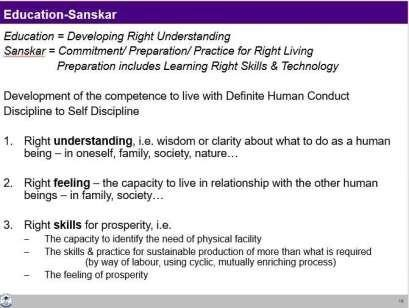 Education-Sanskar
Education = Developing Right Understanding
Sanskar = Commitment/ Preparation/ Practice for Right Living
Preparation includes Learning Right Skills & Technology
Development of the competence to live with Definite Human Conduct
Discipline to Self Discipline
1. Right understanding, i.e. wisdom or clarity about what to do as a human
being – in oneself, family, society, nature…
2. Right feeling – the capacity to live in relationship with the other human
beings – in family, society…
3. Right skills for prosperity, i.e.
– The capacity to identify the need of physical facility
– The skills & practice for sustainable production of more than what is required
(by way of labour, using cyclic, mutually enriching process)
– The feeling of prosperity